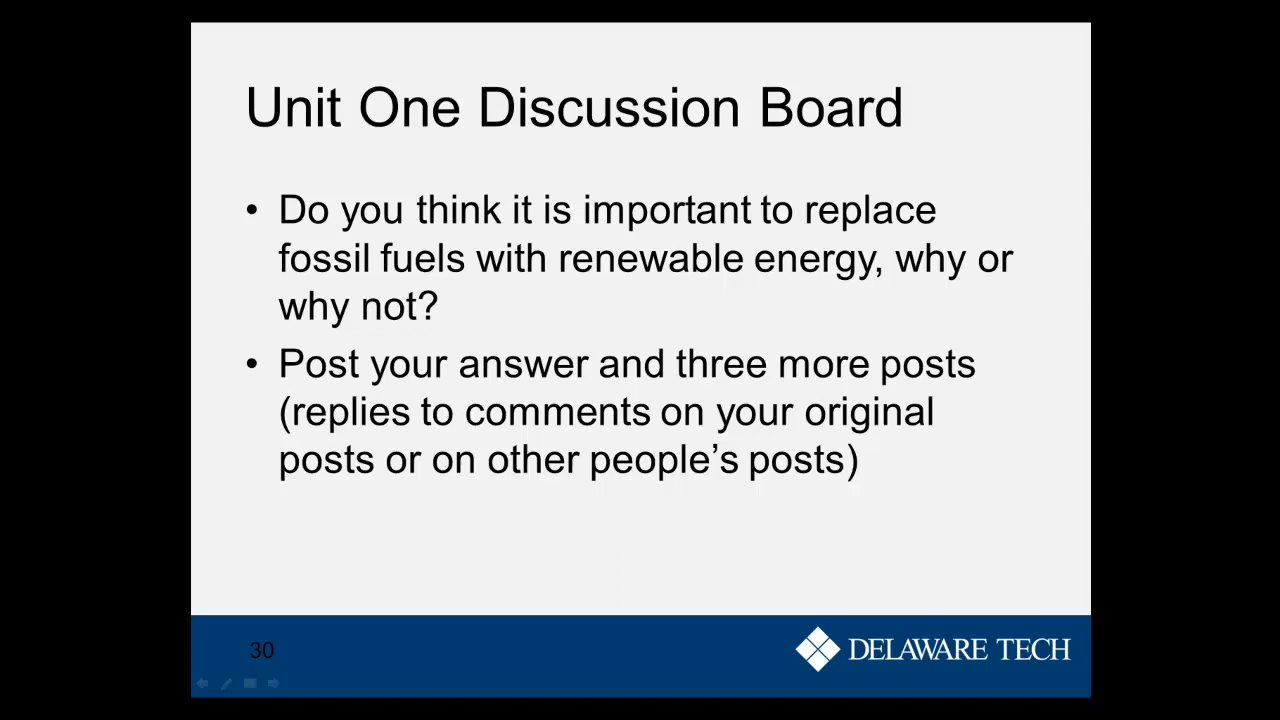 Unit One Discussion Board
• Do you think it is important to replace
fossil fuels with renewable energy, why or
why not?
• Post your answer and three more posts
(replies to comments on your original
posts or on other people’s posts)
30
DELAWARE TECH